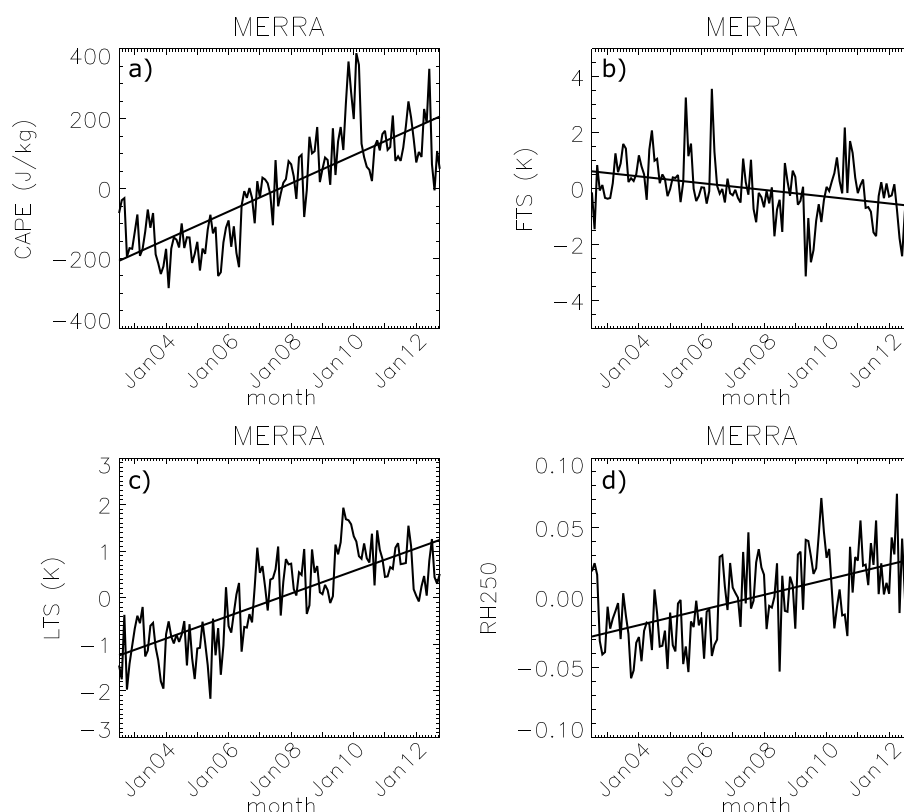 MERRA
a)
CAPE (J/kg)
400
200
0
−200
−400
Jan04
Jan06
Jan08
Jan10
Jan12
month
MERRA
b)
FTS (K)
4
2
0
−2
−4
Jan04
Jan06
Jan08
Jan10
Jan12
month
MERRA
c)
LTS (K)
3
2
1
0
−1
−2
−3
Jan04
Jan06
Jan08
Jan10
Jan12
month
MERRA
d)
RH250
0.10
0.05
0.00
−0.05
−0.10
Jan04
Jan06
Jan08
Jan10
Jan12
month